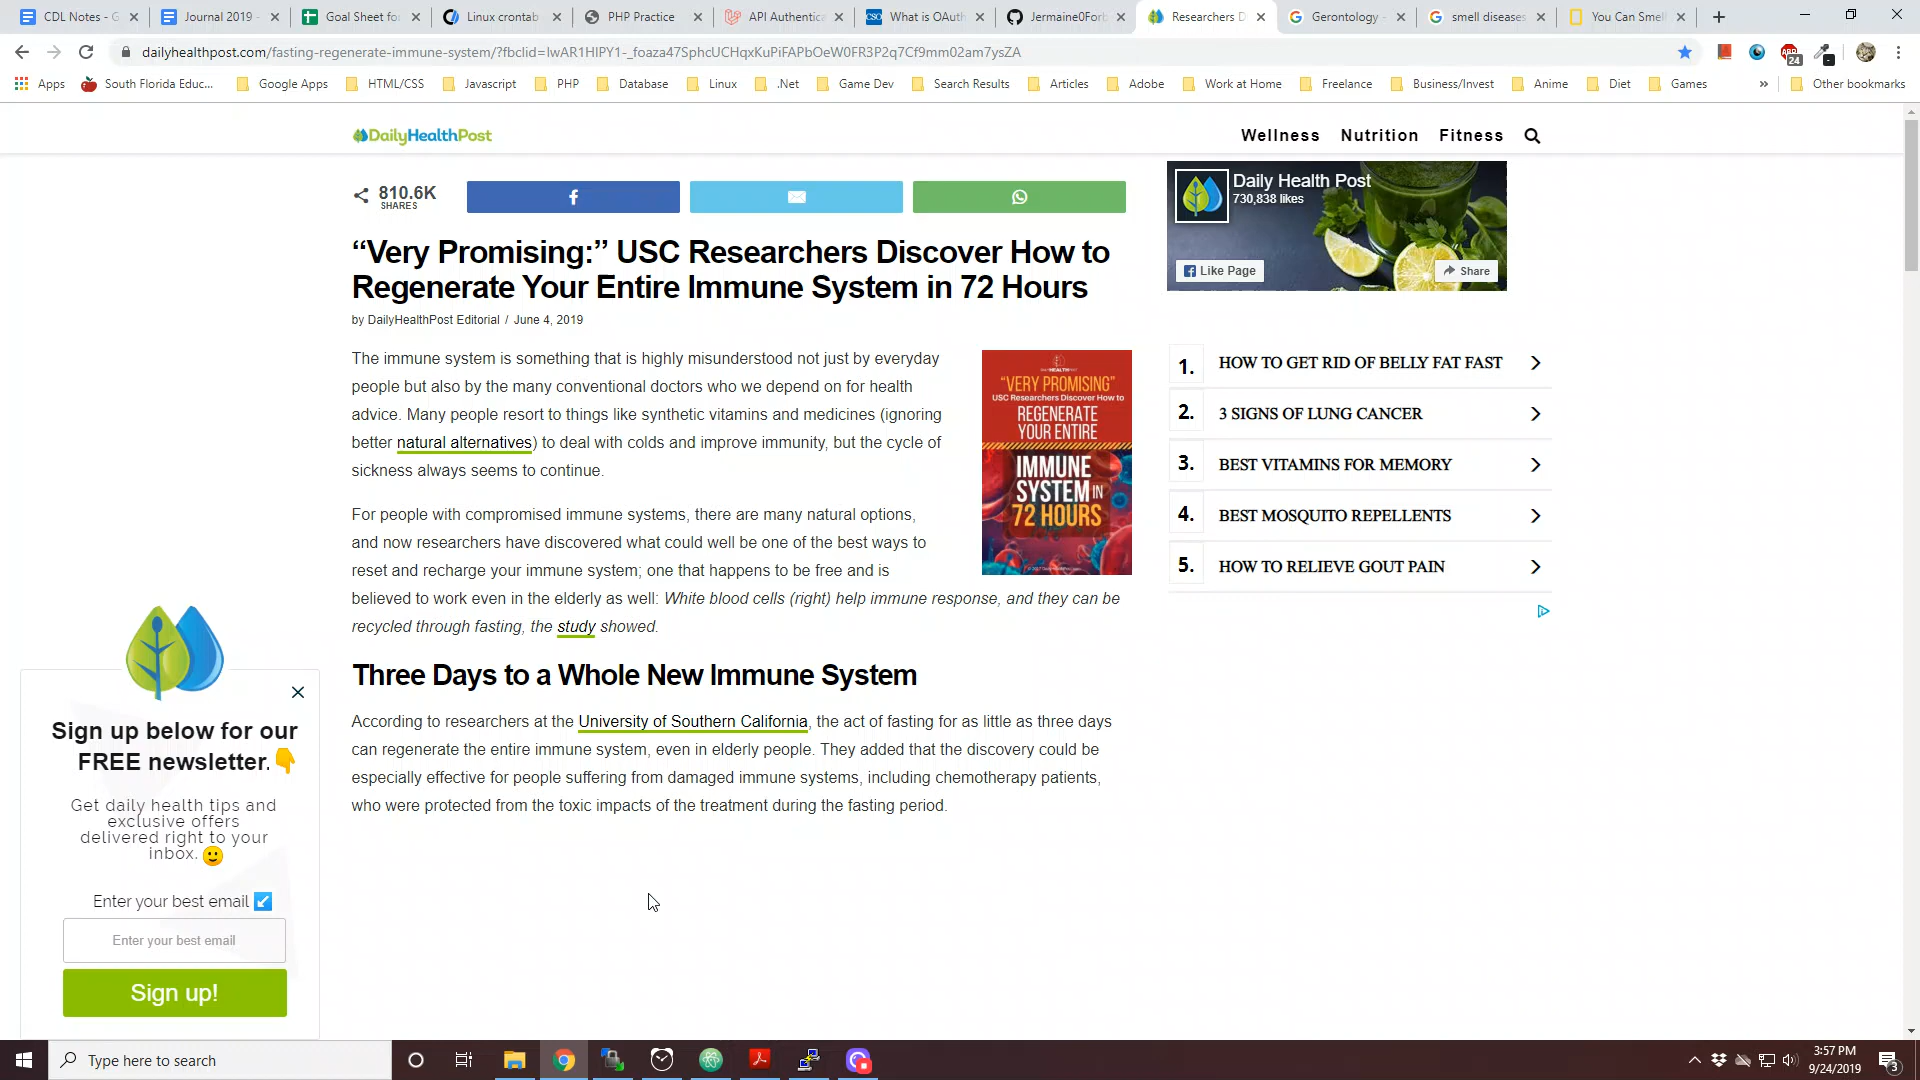 CDL Notes - G
Journal 2019 -
Goal Sheet fo
Linux crontab
PHP Practice
API Authentica
CSO What is OAuth
Jermaine0Forb
Researchers D
Gerontology -
smell diseases
You Can Smell
dailyhealthpost.com/fasting-regenerate-immune-system/?fbclid=IwAR1HIPY1-_foaza47SphcUCHqxKuPiFAPbOeW0FR3P2q7Cf9mm02am7ysZA
ABP
24
Apps
South Florida Educ...
Google Apps
HTML/CSS
Javascript
PHP
Database
Linux
.Net
Game Dev
Search Results
Articles
Adobe
Work at Home
Freelance
Business/Invest
Anime
Diet
Games
»
Other bookmarks
DailyHealthPost
Wellness Nutrition Fitness
810.6K
SHARES
“Very Promising:” USC Researchers Discover How to
Regenerate Your Entire Immune System in 72 Hours
by DailyHealthPost Editorial / June 4, 2019
The immune system is something that is highly misunderstood not just by everyday
people but also by the many conventional doctors who we depend on for health
advice. Many people resort to things like synthetic vitamins and medicines (ignoring
better natural alternatives) to deal with colds and improve immunity, but the cycle of
sickness always seems to continue.
For people with compromised immune systems, there are many natural options,
and now researchers have discovered what could well be one of the best ways to
reset and recharge your immune system; one that happens to be free and is
believed to work even in the elderly as well: White blood cells (right) help immune response, and they can be
recycled through fasting, the study showed.
“VERY PROMISING”
USC Researchers Discover How to
REGENERATE
YOUR ENTIRE
IMMUNE
SYSTEM IN
72 HOURS
Three Days to a Whole New Immune System
According to researchers at the University of Southern California, the act of fasting for as little as three days
can regenerate the entire immune system, even in elderly people. They added that the discovery could be
especially effective for people suffering from damaged immune systems, including chemotherapy patients,
who were protected from the toxic impacts of the treatment during the fasting period.
Daily Health Post
730,838 likes
Like Page
Share
1. HOW TO GET RID OF BELLY FAT FAST
2. 3 SIGNS OF LUNG CANCER
3. BEST VITAMINS FOR MEMORY
4. BEST MOSQUITO REPELLENTS
5. HOW TO RELIEVE GOUT PAIN
Sign up below for our
FREE newsletter.
Get daily health tips and
exclusive offers
delivered right to your
inbox.
Enter your best email
Enter your best email
Sign up!
Type here to search
3:57 PM
9/24/2019
3